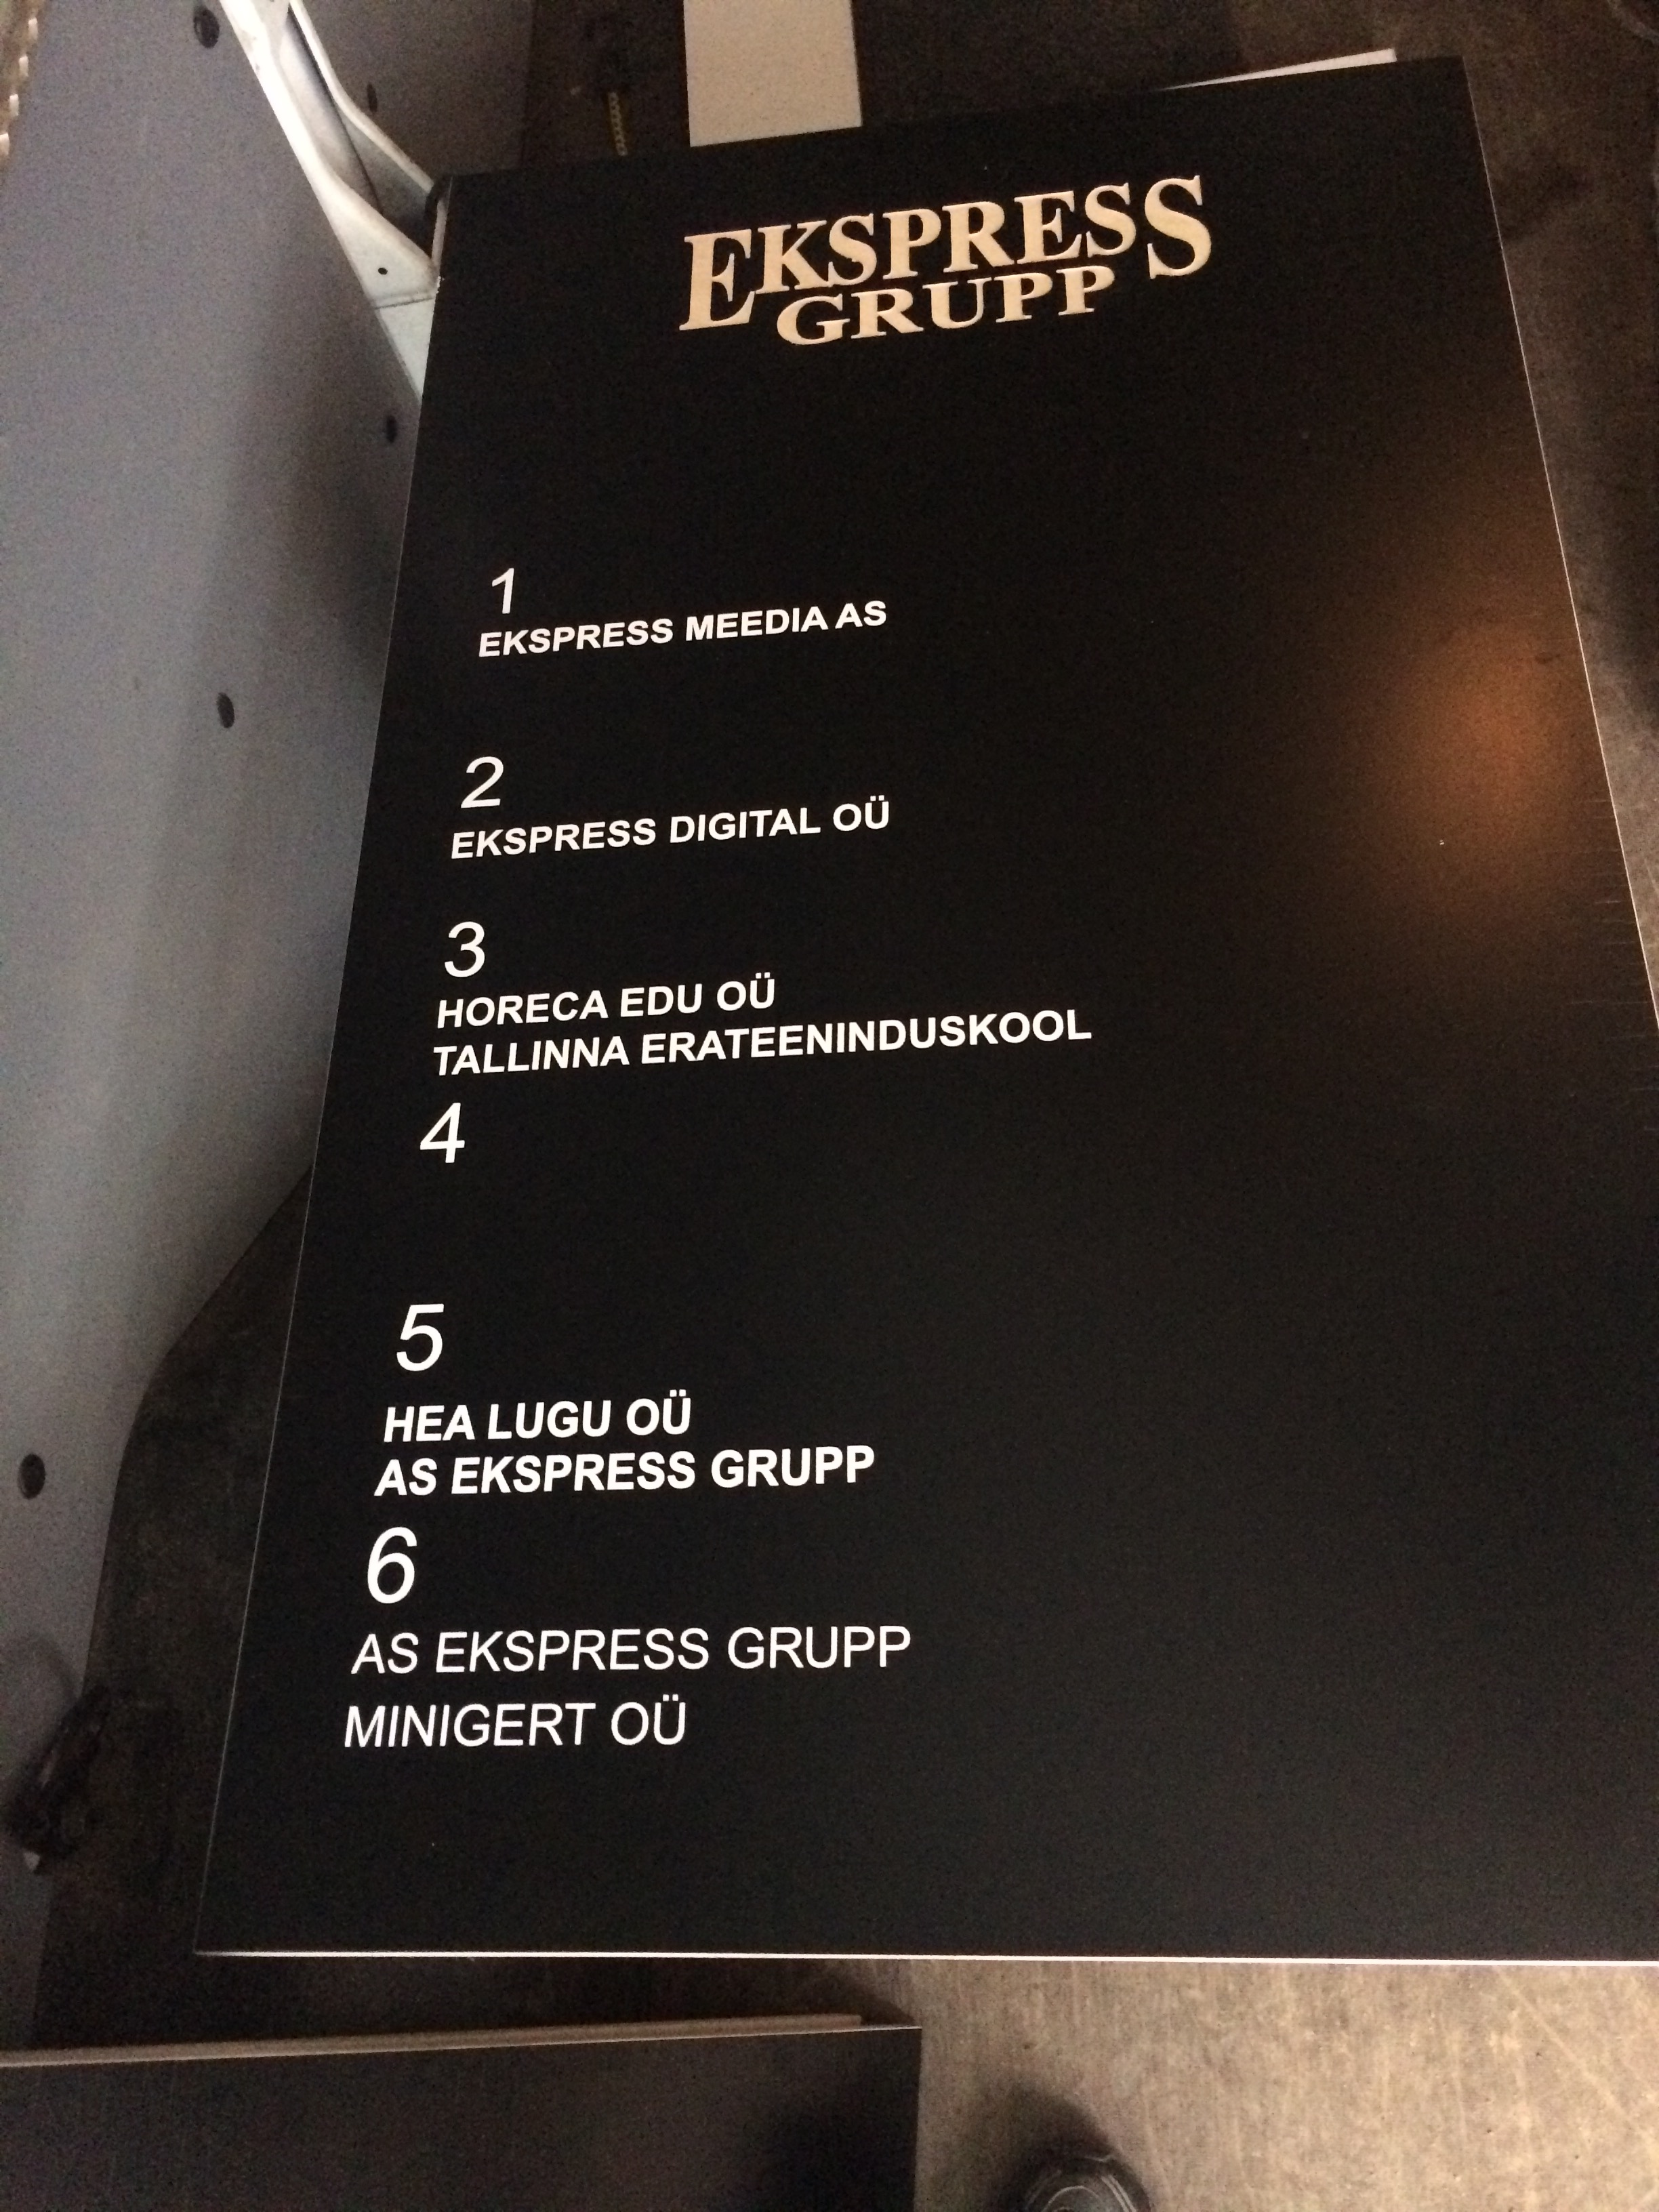 EKSPRESS
GRUPP
1
EKSPRESS MEEDIA AS
2
EKSPRESS DIGITAL OÜ
3
HORECA EDU OÜ
TALLINNA ERATEENINDUSKOOL
4
5
HEA LUGU OÜ
AS EKSPRESS GRUPP
6
AS EKSPRESS GRUPP
MINIGERT OÜ